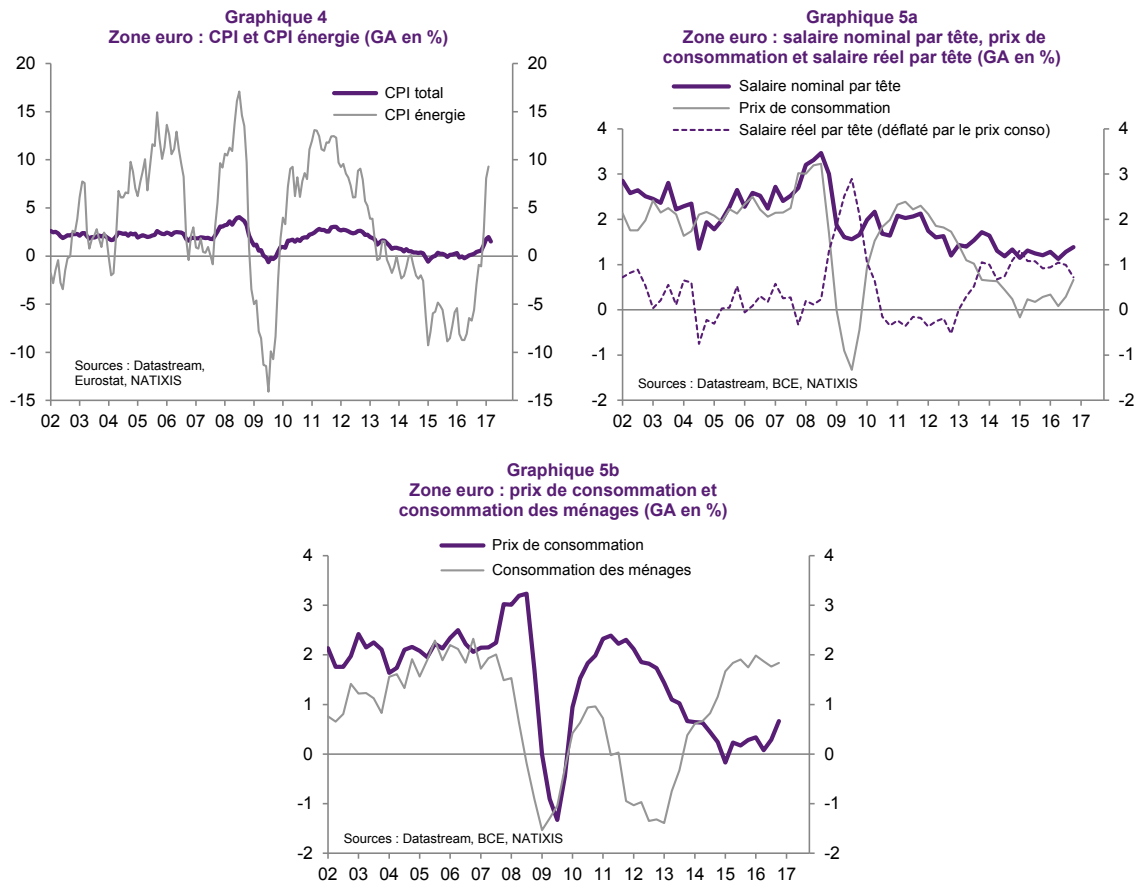 Graphique 4
Zone euro : CPI et CPI énergie (GA en %)
20
15
10
5
0
-5
-10
-15
20
15
10
5
0
-5
-10
-15
CPI total
CPI énergie
Sources : Datastream,
Eurostat, NATIXIS
02 03 04 05 06 07 08 09 10 11 12 13 14 15 16 17
Graphique 5a
Zone euro : salaire nominal par tête, prix de
consommation et salaire réel par tête (GA en %)
Salaire nominal par tête
Prix de consommation
Salaire réel par tête (déflaté par le prix conso)
4
3
2
1
0
-1
-2
4
3
2
1
0
-1
-2
Sources : Datastream, BCE, NATIXIS
02 03 04 05 06 07 08 09 10 11 12 13 14 15 16 17
Graphique 5b
Zone euro : prix de consommation et
consommation des ménages (GA en %)
Prix de consommation
Consommation des ménages
4
3
2
1
0
-1
-2
4
3
2
1
0
-1
-2
Sources : Datastream, BCE, NATIXIS
02 03 04 05 06 07 08 09 10 11 12 13 14 15 16 17